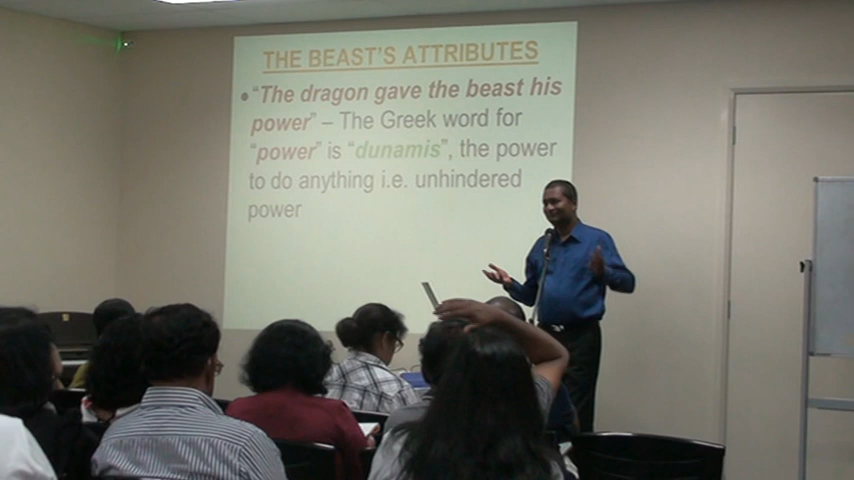 THE BEAST'S ATTRIBUTES
• "The dragon gave the beast his
power" – The Greek word for
"power" is "dunamis", the power
to do anything i.e. unhindered
power